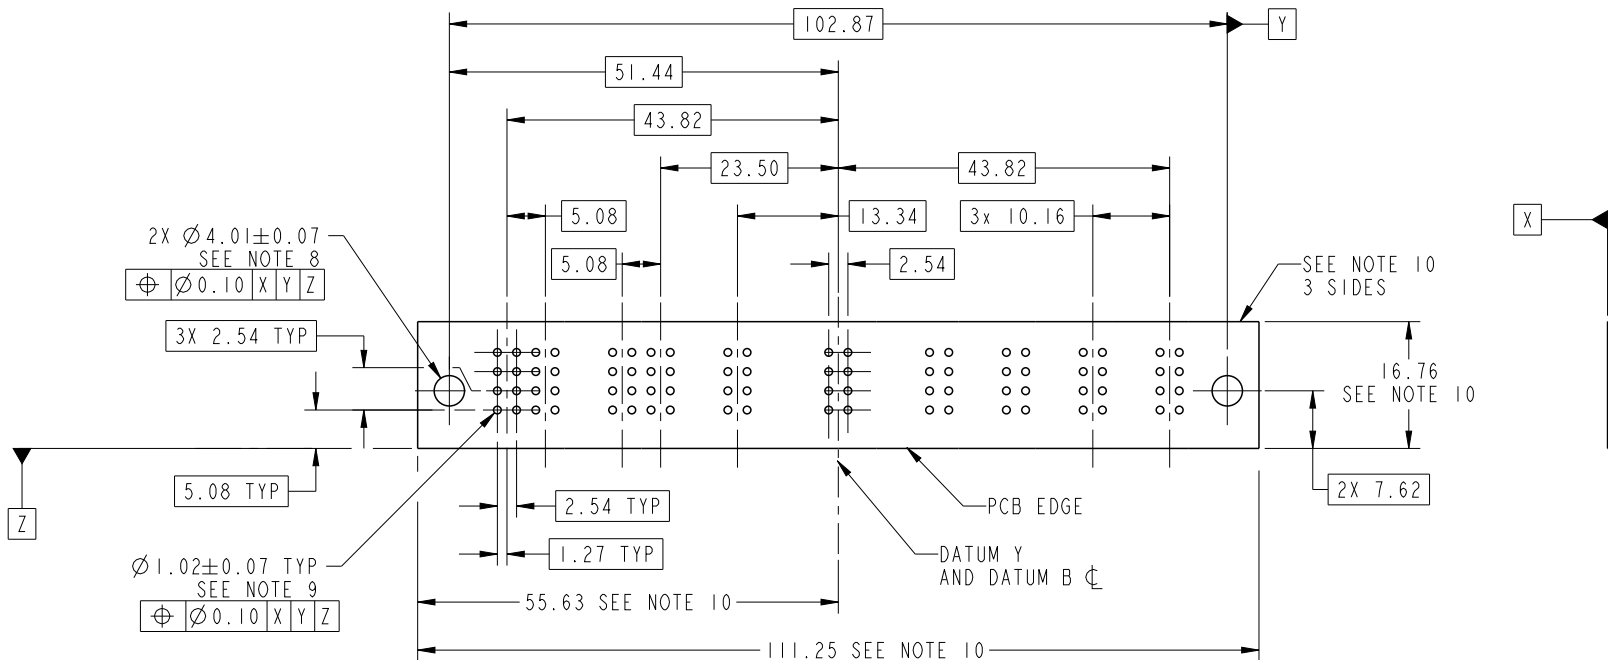 102.87
Y
51.44
43.82
23.50
43.82
5.08
13.34
3x 10.16
X
2X Ø4.01±0.07
SEE NOTE 8
⌖ Ø0.10 X Y Z
5.08
2.54
SEE NOTE 10
3 SIDES
3X 2.54 TYP
16.76
SEE NOTE 10
5.08 TYP
2.54 TYP
PCB EDGE
2X 7.62
Z
1.27 TYP
DATUM Y
AND DATUM B ℄
Ø1.02±0.07 TYP
SEE NOTE 9
⌖ Ø0.10 X Y Z
55.63 SEE NOTE 10
111.25 SEE NOTE 10